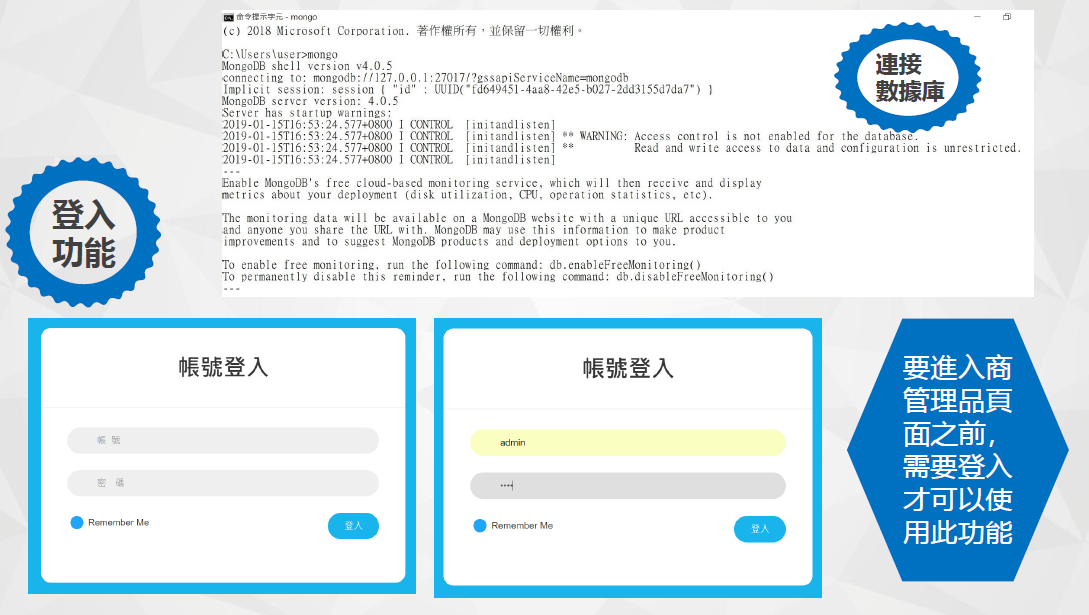 命令提示字元 - mongo
(c) 2018 Microsoft Corporation. 著作權所有，並保留一切權利。
C:\Users\user>mongo
MongoDB shell version v4.0.5
connecting to: mongodb://127.0.0.1:27017/?gssapiServiceName=mongodb
Implicit session: session { "id" : UUID("fd649451-4aa8-42e5-b027-2dd3155d7da7") }
MongoDB server version: 4.0.5
Server has startup warnings:
2019-01-15T16:53:24.577+0800 I CONTROL  [initandlisten]
2019-01-15T16:53:24.577+0800 I CONTROL  [initandlisten] ** WARNING: Access control is not enabled for the database.
2019-01-15T16:53:24.577+0800 I CONTROL  [initandlisten] **          Read and write access to data and configuration is unrestricted.
2019-01-15T16:53:24.577+0800 I CONTROL  [initandlisten]
---
Enable MongoDB's free cloud-based monitoring service, which will then receive and display
metrics about your deployment (disk utilization, CPU, operation statistics, etc).
The monitoring data will be available on a MongoDB website with a unique URL accessible to you
and anyone you share the URL with. MongoDB may use this information to make product
improvements and to suggest MongoDB products and deployment options to you.
To enable free monitoring, run the following command: db.enableFreeMonitoring()
To permanently disable this reminder, run the following command: db.disableFreeMonitoring()
---
連接
數據庫
登入
功能
帳號登入
帳 號
密 碼
Remember Me
登入
帳號登入
admin
••••
Remember Me
登入
要進入商
管理品頁
面之前，
需要登入
才可以使
用此功能